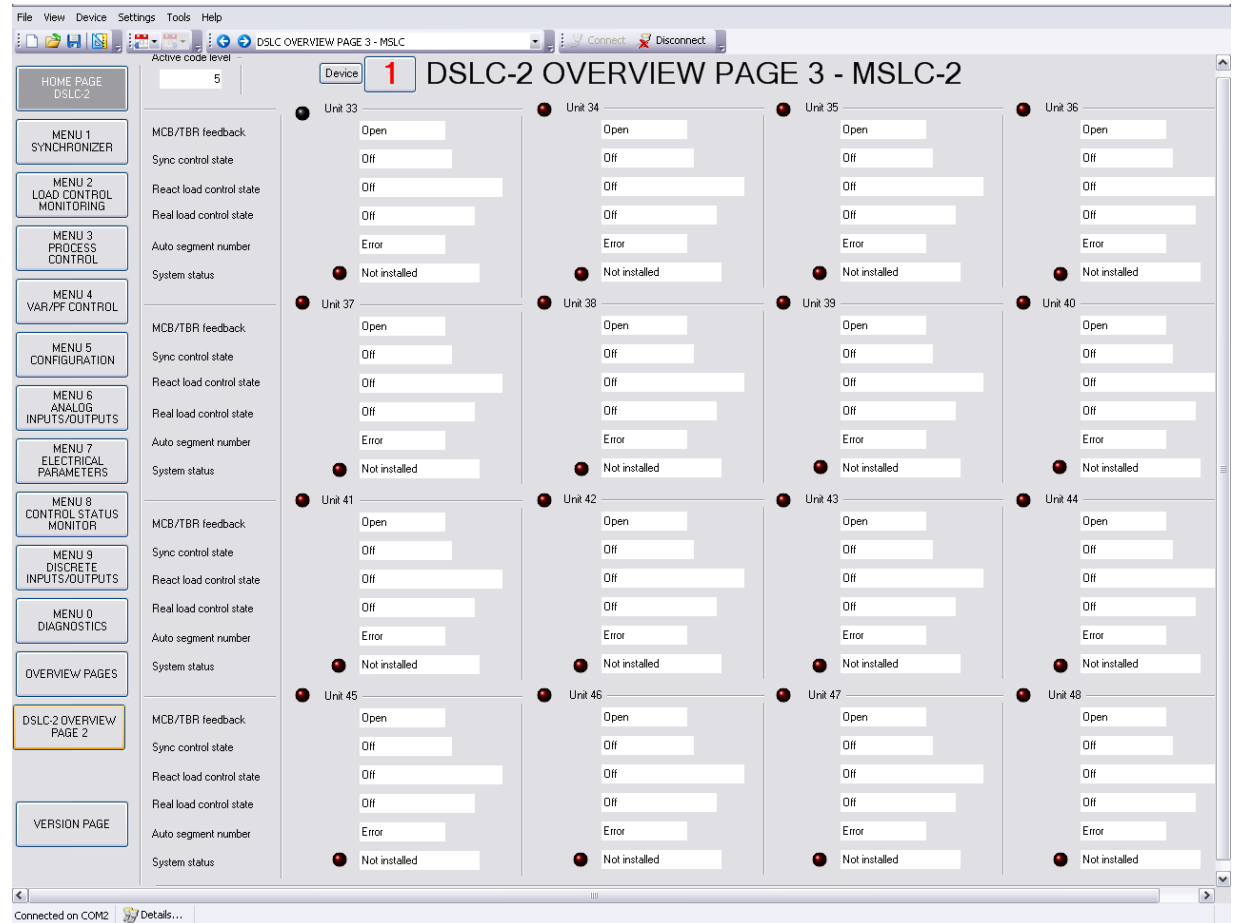 File View Device Settings Tools Help
DSLC OVERVIEW PAGE 3 - MSLC Connect Disconnect
Active code level
5
Device 1 DSLC-2 OVERVIEW PAGE 3 - MSLC-2
HOME PAGE
DSLC-2
MENU 1
SYNCHRONIZER
MENU 2
LOAD CONTROL
MONITORING
MENU 3
PROCESS
CONTROL
MENU 4
VAR/PF CONTROL
MENU 5
CONFIGURATION
MENU 6
ANALOG
INPUTS/OUTPUTS
MENU 7
ELECTRICAL
PARAMETERS
MENU 8
CONTROL STATUS
MONITOR
MENU 9
DISCRETE
INPUTS/OUTPUTS
MENU 0
DIAGNOSTICS
OVERVIEW PAGES
DSLC-2 OVERVIEW
PAGE 2
VERSION PAGE
Unit 33 Unit 34 Unit 35 Unit 36
MCB/TBR feedback Open Open Open Open
Sync control state Off Off Off Off
React load control state Off Off Off Off
Real load control state Off Off Off Off
Auto segment number Error Error Error Error
System status Not installed Not installed Not installed Not installed
Unit 37 Unit 38 Unit 39 Unit 40
MCB/TBR feedback Open Open Open Open
Sync control state Off Off Off Off
React load control state Off Off Off Off
Real load control state Off Off Off Off
Auto segment number Error Error Error Error
System status Not installed Not installed Not installed Not installed
Unit 41 Unit 42 Unit 43 Unit 44
MCB/TBR feedback Open Open Open Open
Sync control state Off Off Off Off
React load control state Off Off Off Off
Real load control state Off Off Off Off
Auto segment number Error Error Error Error
System status Not installed Not installed Not installed Not installed
Unit 45 Unit 46 Unit 47 Unit 48
MCB/TBR feedback Open Open Open Open
Sync control state Off Off Off Off
React load control state Off Off Off Off
Real load control state Off Off Off Off
Auto segment number Error Error Error Error
System status Not installed Not installed Not installed Not installed
Connected on COM2 Details...